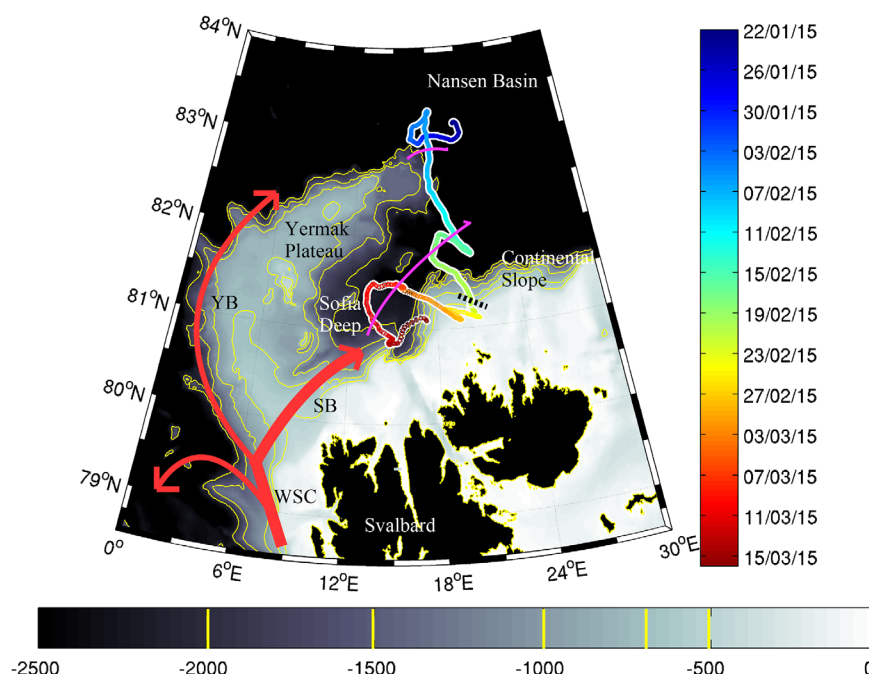 84°N
83°N
82°N
81°N
80°N
79°N
0°
6°E
12°E
18°E
24°E
30°E
Nansen Basin
Yermak
Plateau
Continental
Slope
YB
Sofia
Deep
SB
WSC
Svalbard
22/01/15
26/01/15
30/01/15
03/02/15
07/02/15
11/02/15
15/02/15
19/02/15
23/02/15
27/02/15
03/03/15
07/03/15
11/03/15
15/03/15
-2500 -2000 -1500 -1000 -500 0